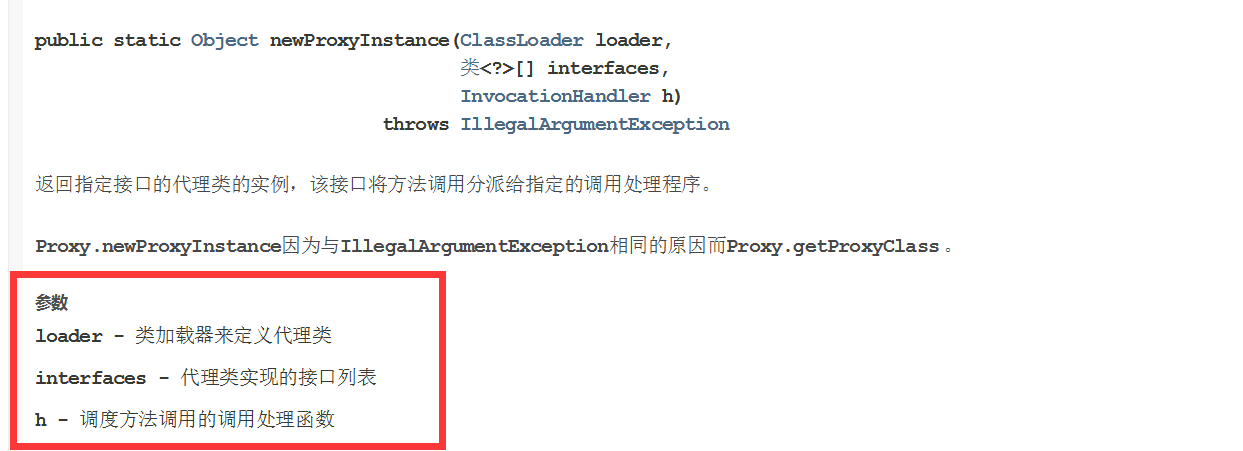 public static Object newProxyInstance(ClassLoader loader,
类<?>[] interfaces,
InvocationHandler h)
throws IllegalArgumentException
返回指定接口的代理类的实例，该接口将方法调用分派给指定的调用处理程序。
Proxy.newProxyInstance因为与IllegalArgumentException相同的原因而Proxy.getProxyClass 。
参数
loader - 类加载器来定义代理类
interfaces - 代理类实现的接口列表
h - 调度方法调用的调用处理函数